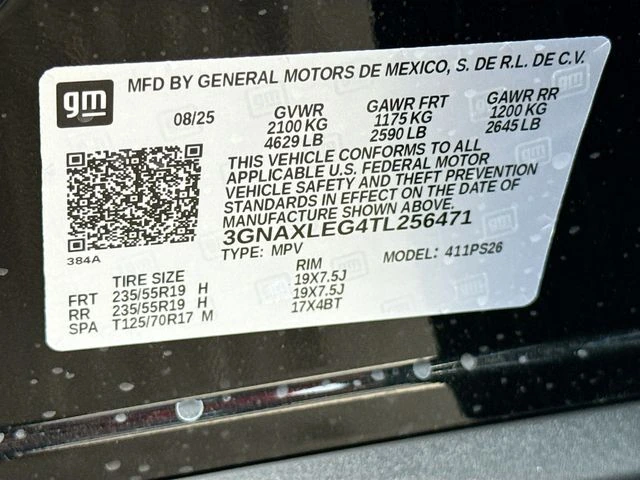 gm
MFD BY GENERAL MOTORS DE MEXICO, S. DE R.L. DE C.V.
08/25 GVWR GAWR FRT GAWR RR
2100 KG 1175 KG 1200 KG
4629 LB 2590 LB 2645 LB
THIS VEHICLE CONFORMS TO ALL
APPLICABLE U.S. FEDERAL MOTOR
VEHICLE SAFETY AND THEFT PREVENTION
STANDARDS IN EFFECT ON THE DATE OF
MANUFACTURE SHOWN ABOVE.
3GNAXLEG4TL256471
384A
TYPE: MPV MODEL: 411PS26
TIRE SIZE RIM
FRT 235/55R19 H 19X7.5J
RR 235/55R19 H 19X7.5J
SPA T125/70R17 M 17X4BT